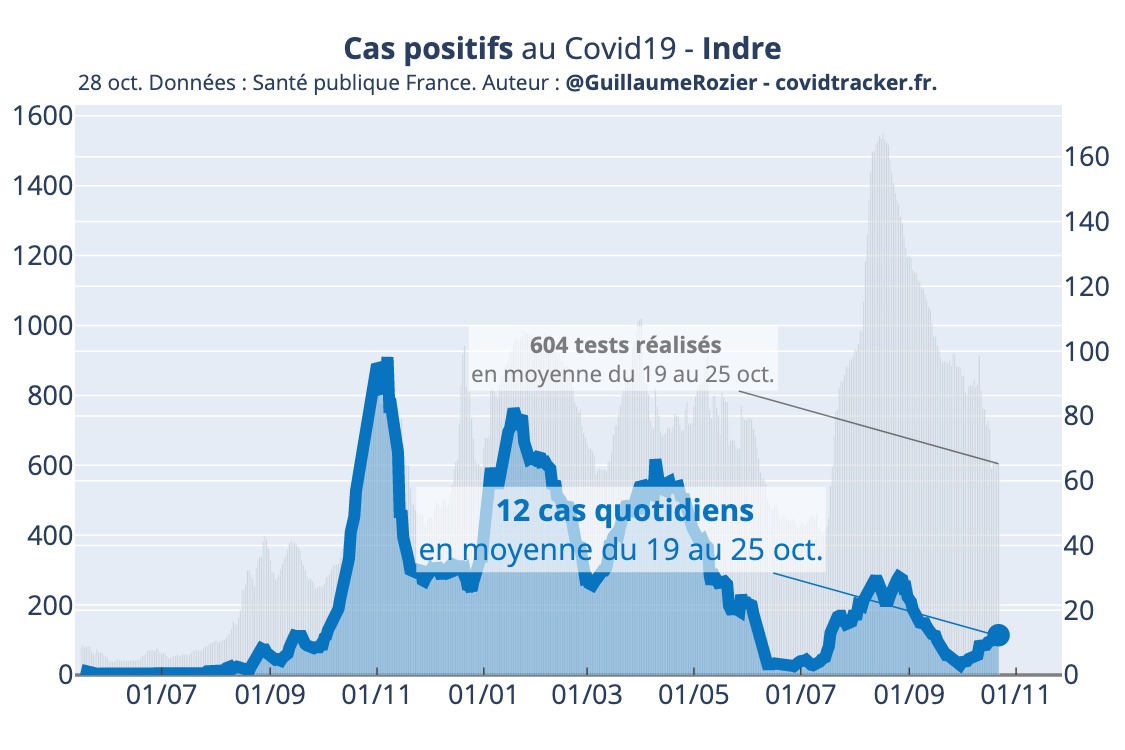 Cas positifs au Covid19 - Indre
28 oct. Données : Santé publique France. Auteur : @GuillaumeRozier - covidtracker.fr.
1600
1400
1200
1000
800
600
400
200
0
160
140
120
100
80
60
40
20
0
604 tests réalisés
en moyenne du 19 au 25 oct.
12 cas quotidiens
en moyenne du 19 au 25 oct.
01/07 01/09 01/11 01/01 01/03 01/05 01/07 01/09 01/11